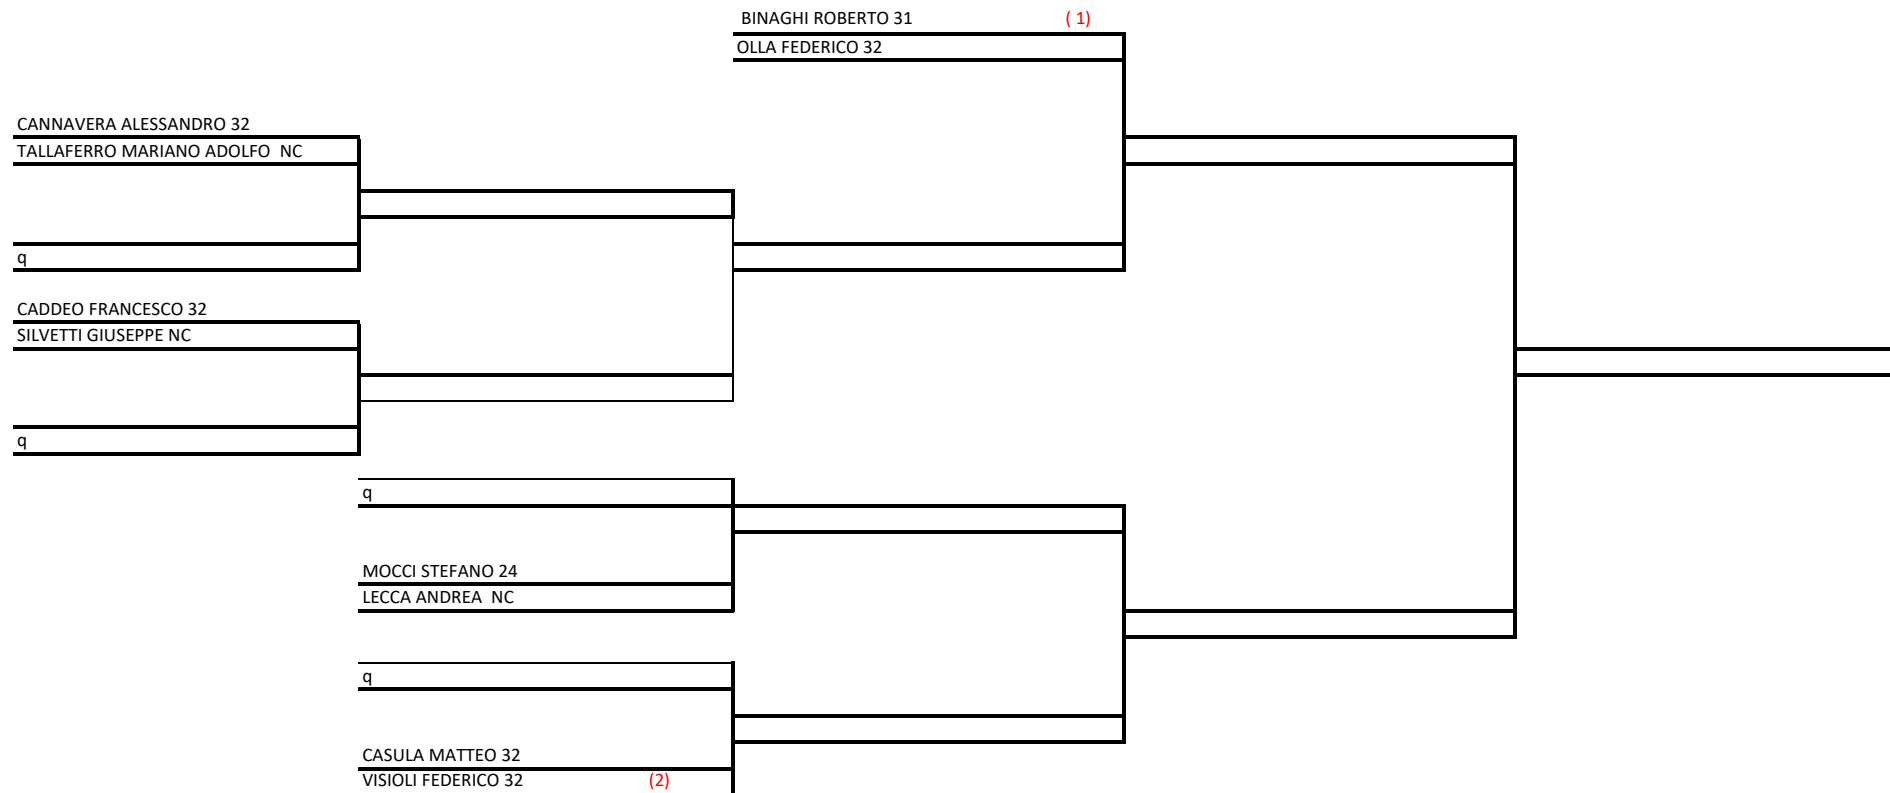 BINAGHI ROBERTO 31 ( 1)
OLLA FEDERICO 32
CANNAVERA ALESSANDRO 32
TALLAFERRO MARIANO ADOLFO NC
q
CADDEO FRANCESCO 32
SILVETTI GIUSEPPE NC
q
q
MOCCI STEFANO 24
LECCA ANDREA NC
q
CASULA MATTEO 32
VISIOLI FEDERICO 32 (2)